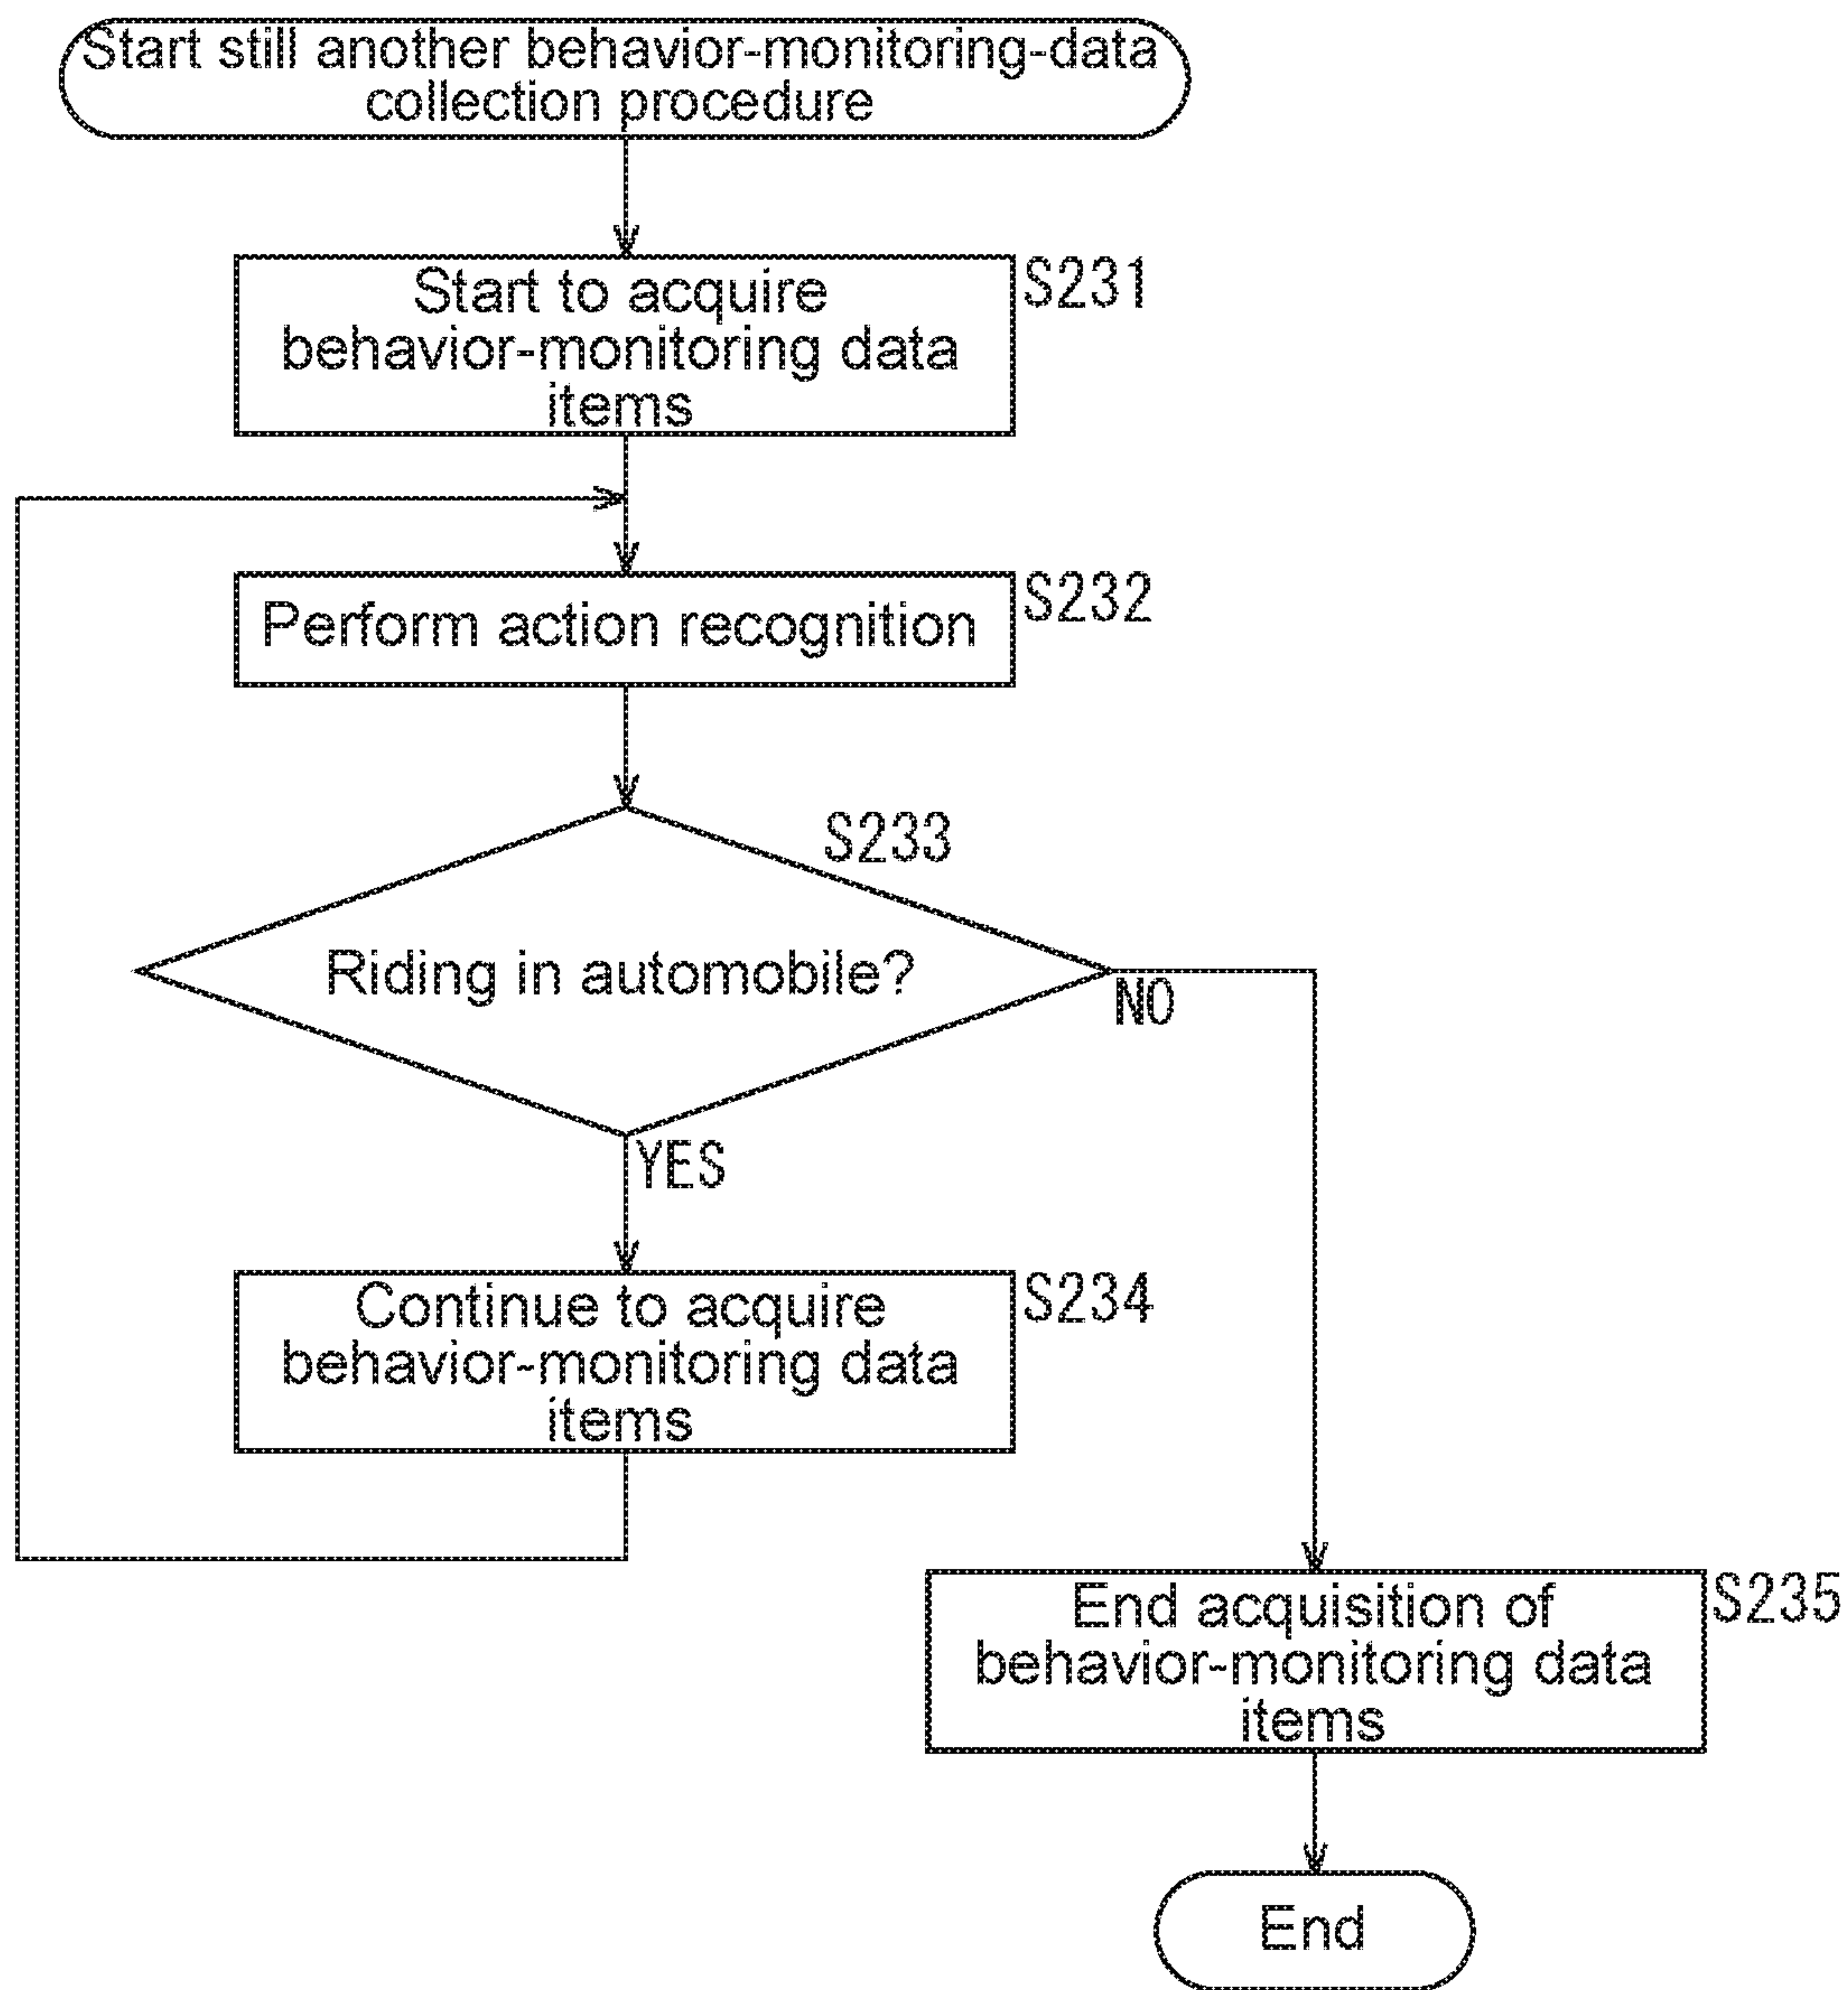 Start still another behavior-monitoring-data
collection procedure
Start to acquire
behavior-monitoring data
items
S231
Perform action recognition
S232
S233
Riding in automobile?
NO
YES
Continue to acquire
behavior-monitoring data
items
S234
End acquisition of
behavior-monitoring data
items
S235
End